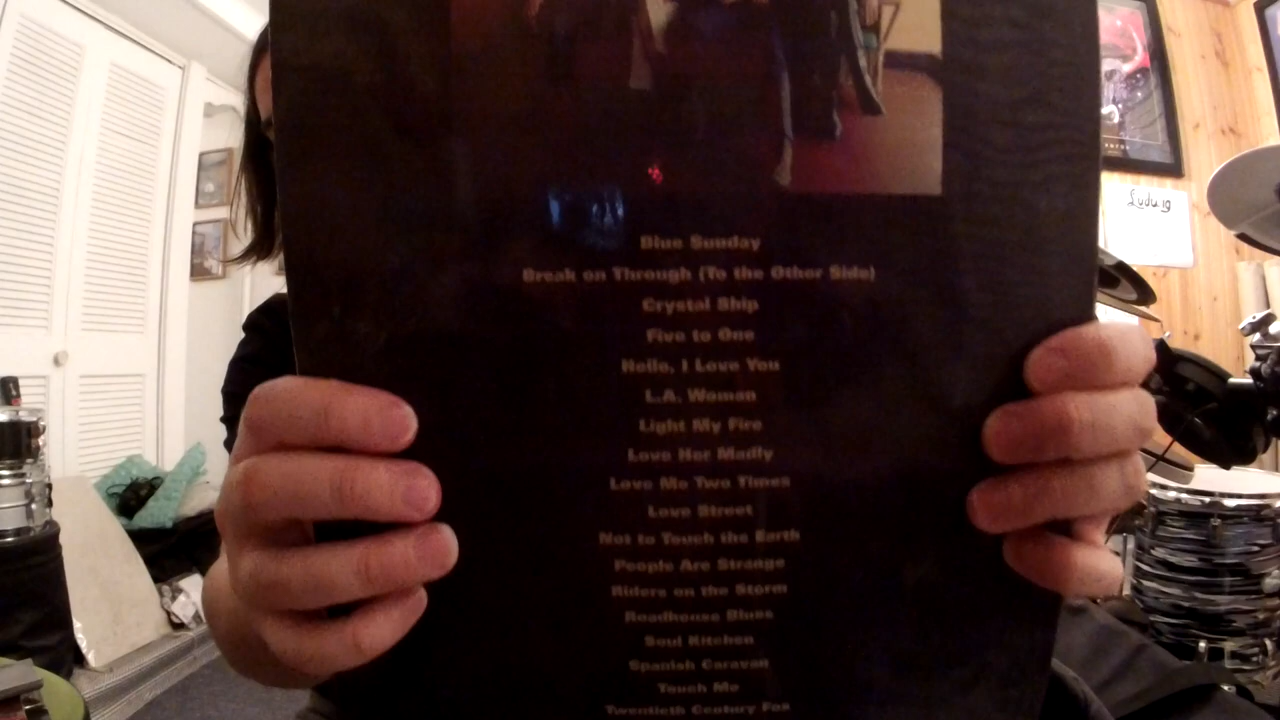 Ludwig
Blue Sunday
Break on Through (To the Other Side)
Crystal Ship
Five to One
Hello, I Love You
L.A. Woman
Light My Fire
Love Her Madly
Love Me Two Times
Love Street
Not to Touch the Earth
People Are Strange
Riders on the Storm
Roadhouse Blues
Soul Kitchen
Spanish Caravan
Touch Me
Twentieth Century Fox